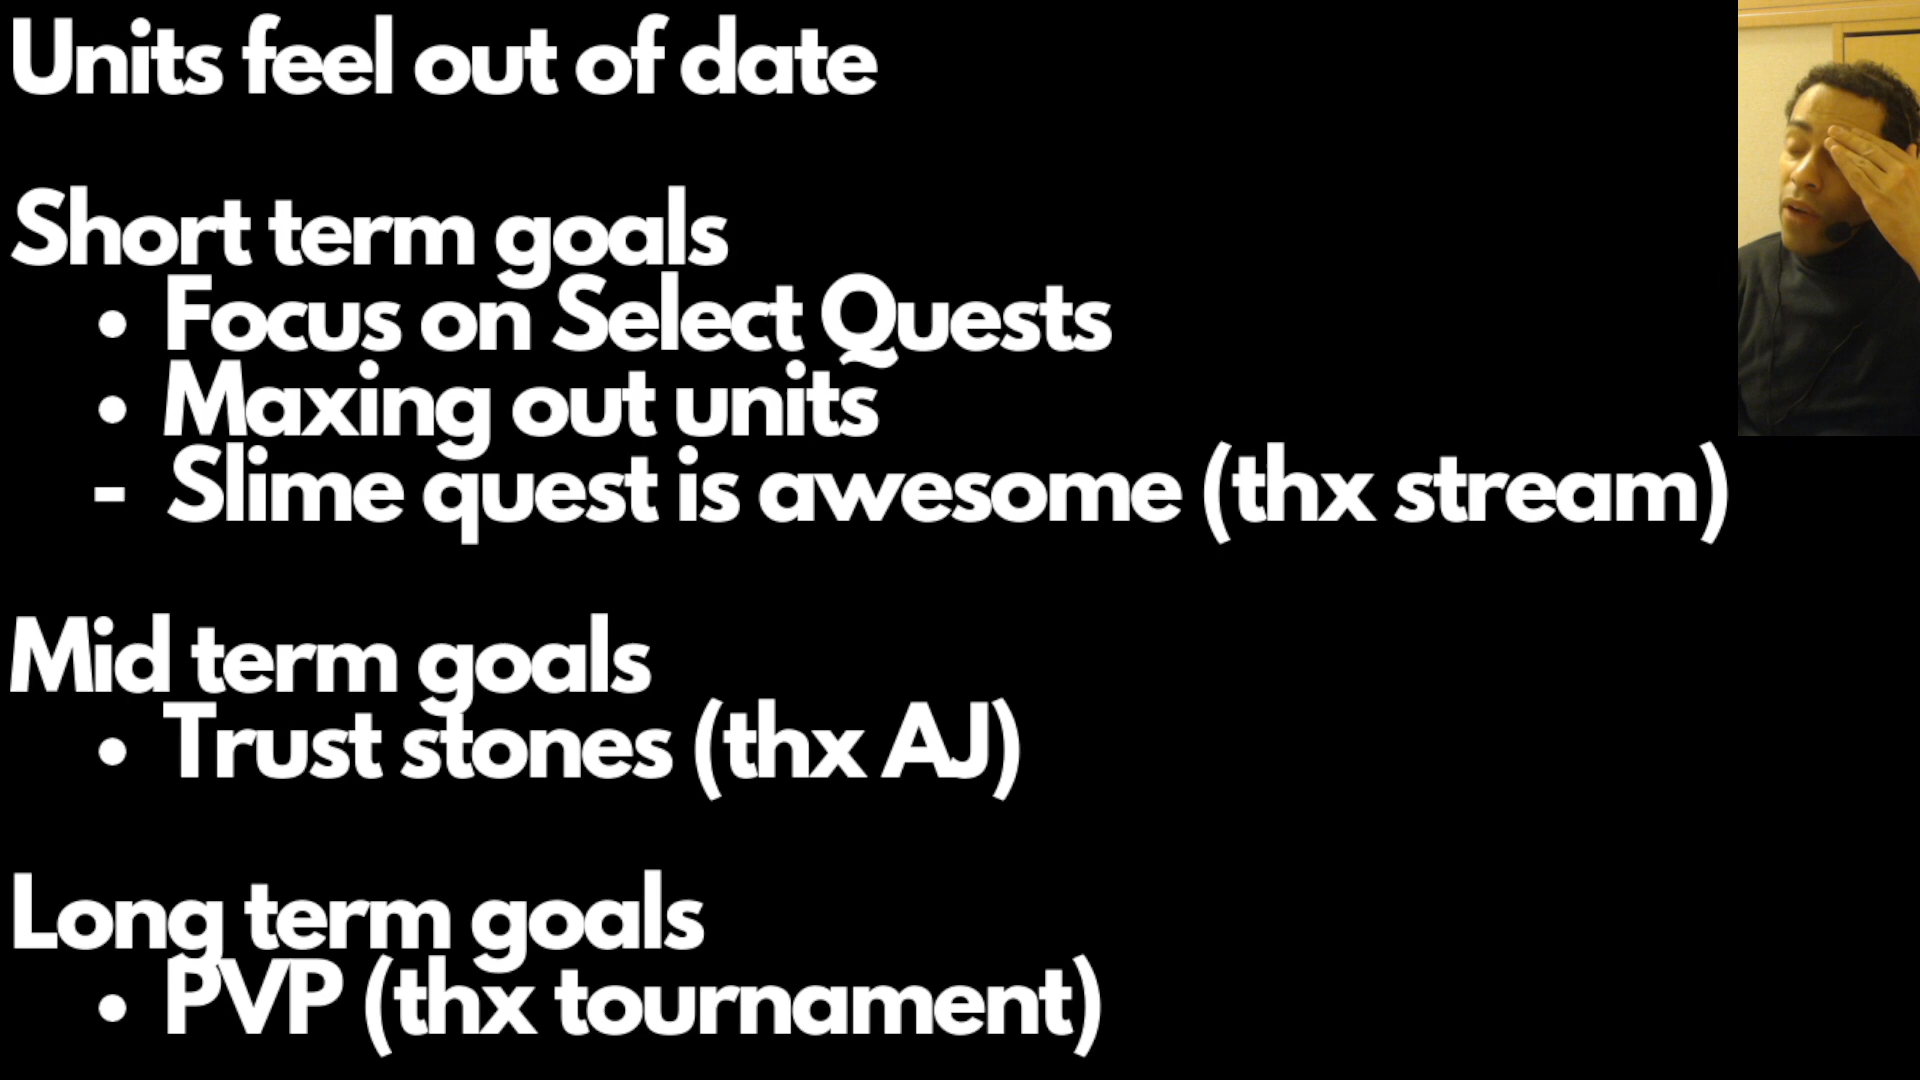 Units feel out of date
Short term goals
• Focus on Select Quests
• Maxing out units
- Slime quest is awesome (thx stream)
Mid term goals
• Trust stones (thx AJ)
Long term goals
• PVP (thx tournament)